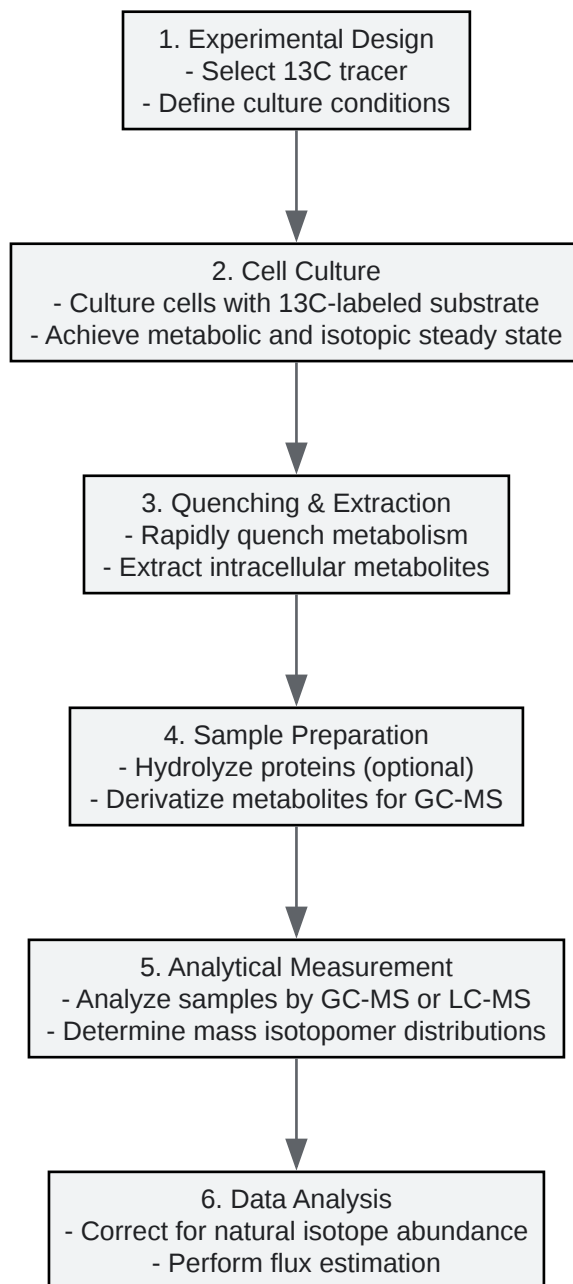 1. Experimental Design
- Select 13C tracer
- Define culture conditions
2. Cell Culture
- Culture cells with 13C-labeled substrate
- Achieve metabolic and isotopic steady state
3. Quenching & Extraction
- Rapidly quench metabolism
- Extract intracellular metabolites
4. Sample Preparation
- Hydrolyze proteins (optional)
- Derivatize metabolites for GC-MS
5. Analytical Measurement
- Analyze samples by GC-MS or LC-MS
- Determine mass isotopomer distributions
6. Data Analysis
- Correct for natural isotope abundance
- Perform flux estimation